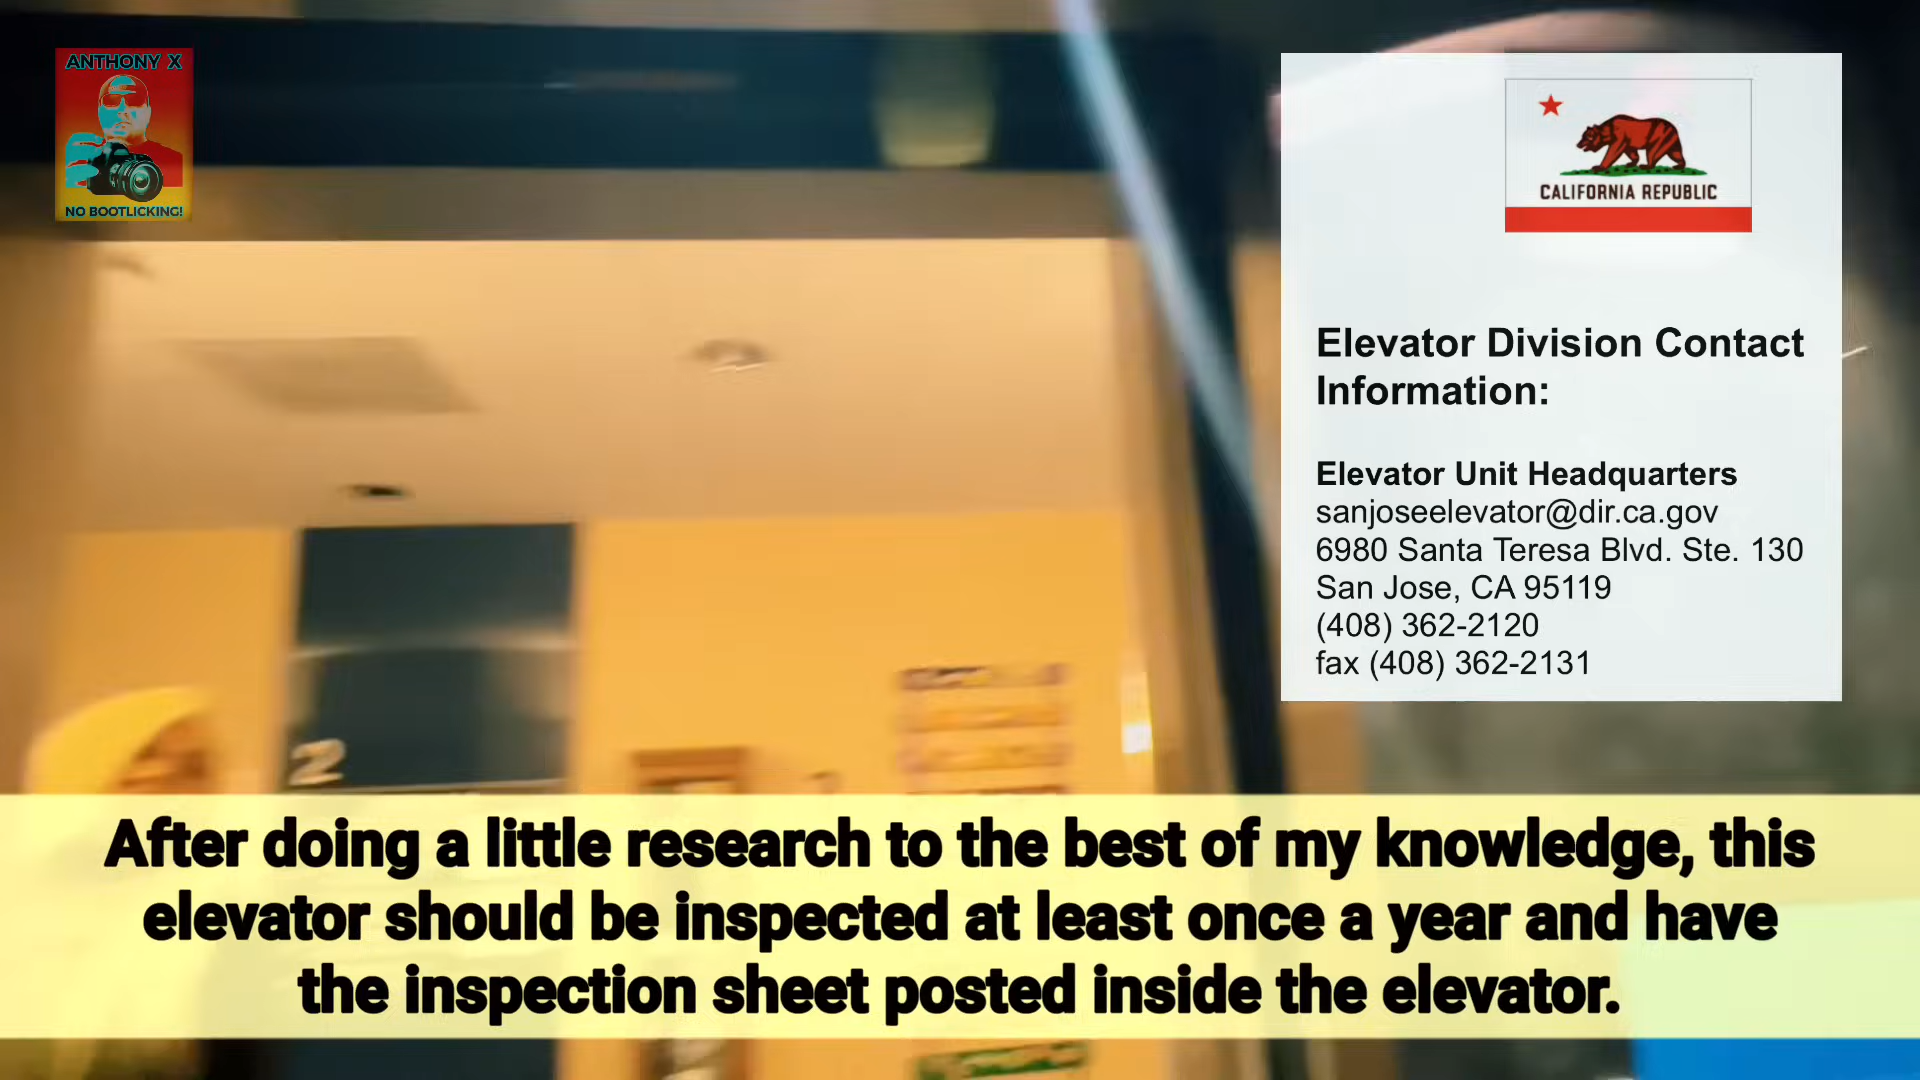 ANTHONY X
NO BOOTLICKING!
CALIFORNIA REPUBLIC
Elevator Division Contact
Information:
Elevator Unit Headquarters
sanjoseelevator@dir.ca.gov
6980 Santa Teresa Blvd. Ste. 130
San Jose, CA 95119
(408) 362-2120
fax (408) 362-2131
2
After doing a little research to the best of my knowledge, this
elevator should be inspected at least once a year and have
the inspection sheet posted inside the elevator.